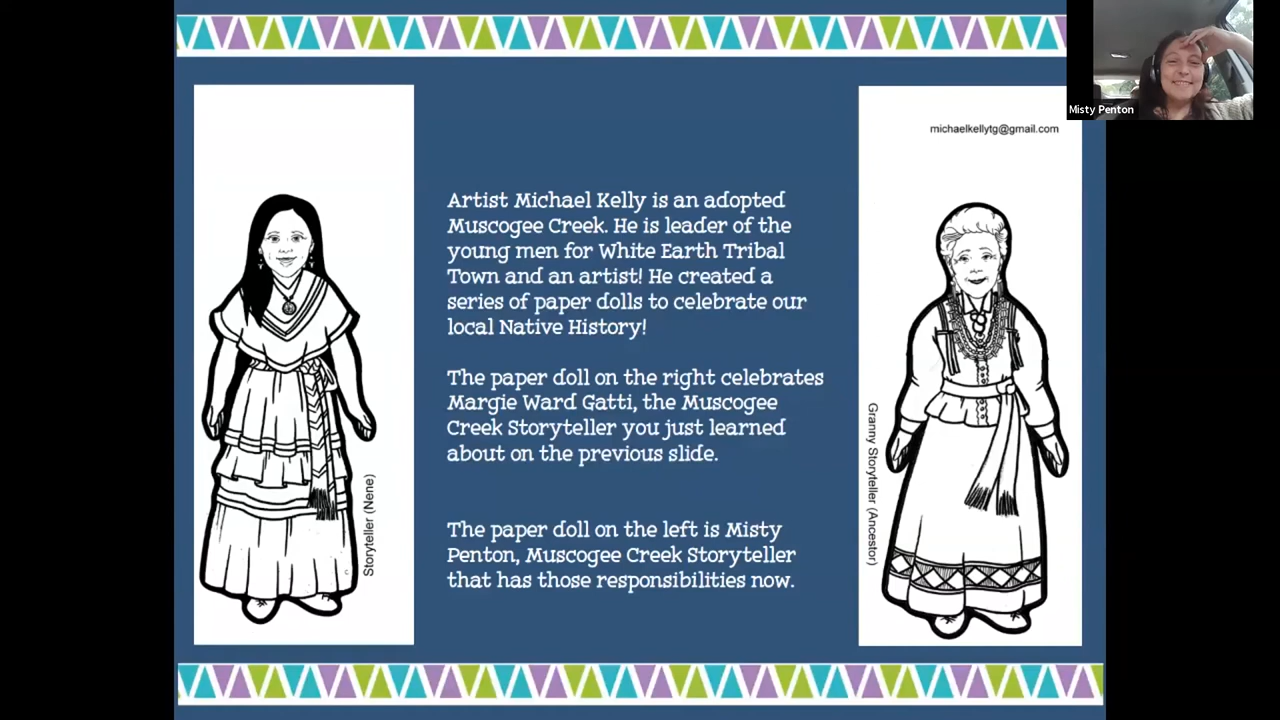 Misty Penton
michaelkellytg@gmail.com
Artist Michael Kelly is an adopted
Muscogee Creek. He is leader of the
young men for White Earth Tribal
Town and an artist! He created a
series of paper dolls to celebrate our
local Native History!
The paper doll on the right celebrates
Margie Ward Gatti, the Muscogee
Creek Storyteller you just learned
about on the previous slide.
The paper doll on the left is Misty
Penton, Muscogee Creek Storyteller
that has those responsibilities now.
Storyteller (Nene)
Granny Storyteller (Ancestor)